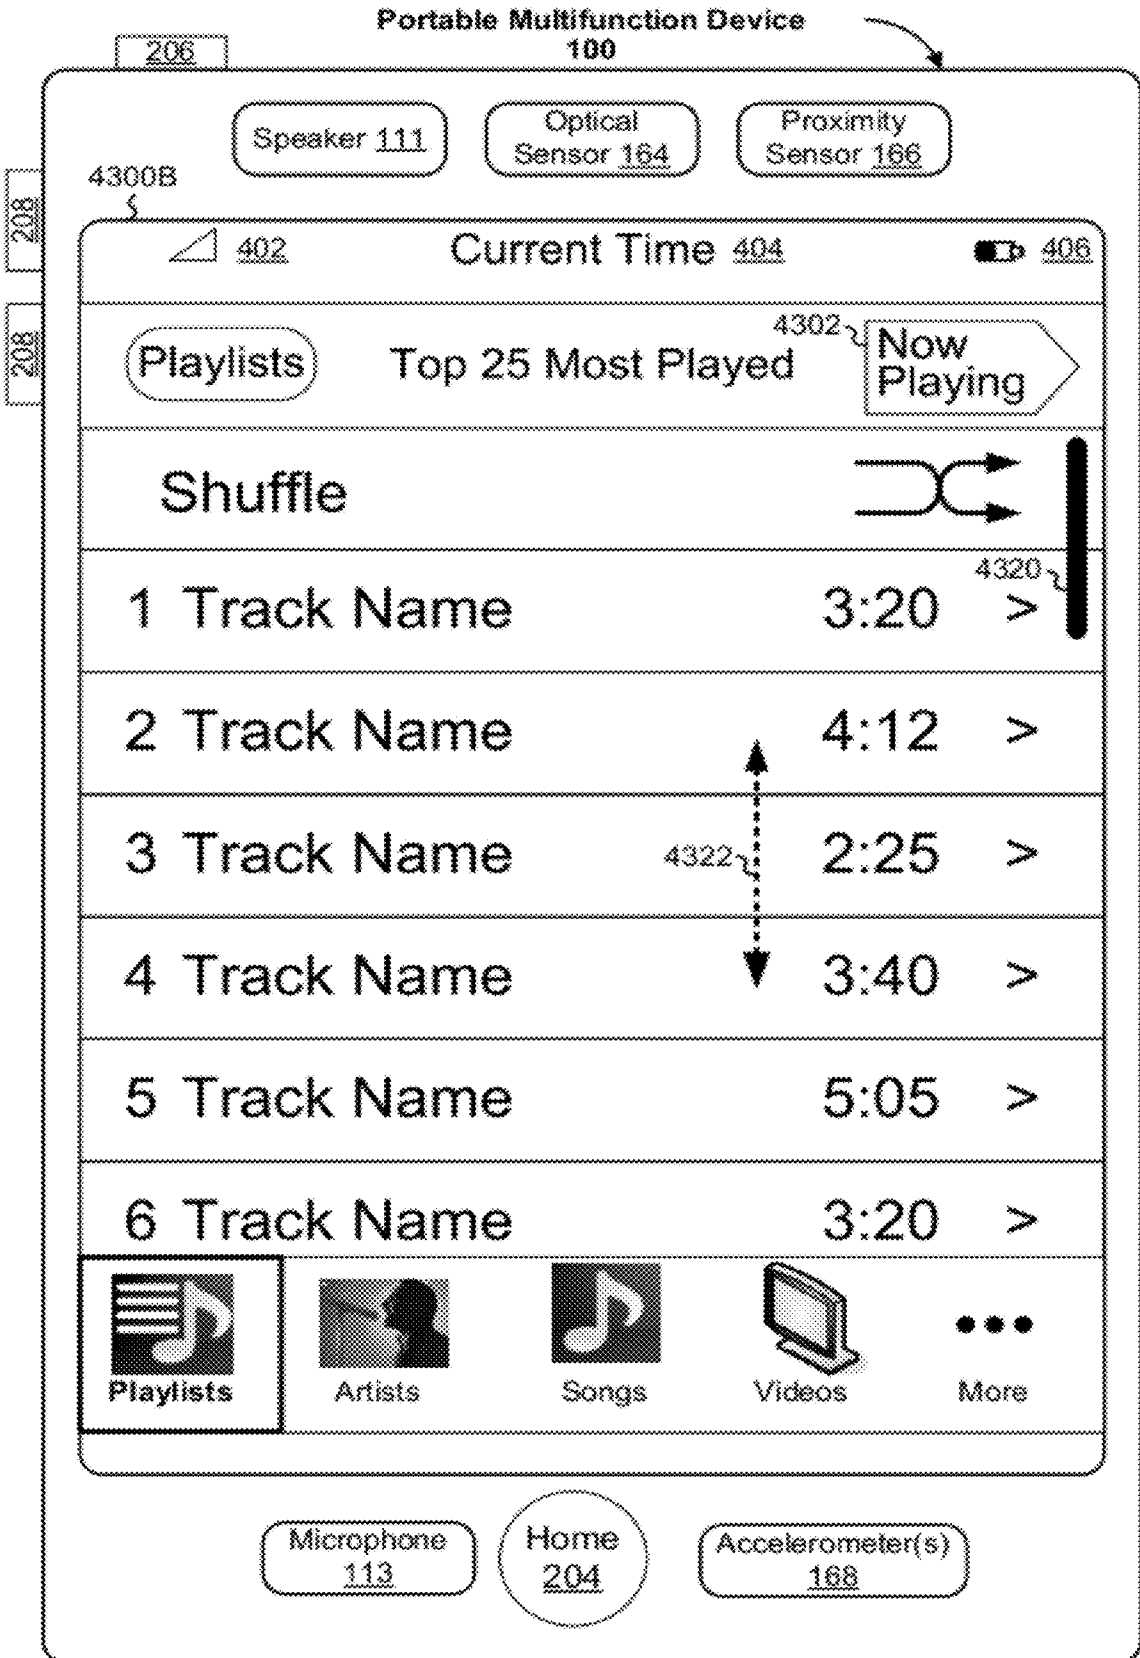 Portable Multifunction Device
100
206
Speaker 111
Optical
Sensor 164
Proximity
Sensor 166
4300B
208
208
402
Current Time 404
406
Playlists
Top 25 Most Played
4302
Now
Playing
Shuffle
4320
1 Track Name 3:20 >
2 Track Name 4:12 >
3 Track Name 2:25 >
4322
4 Track Name 3:40 >
5 Track Name 5:05 >
6 Track Name 3:20 >
Playlists
Artists
Songs
Videos
More
Microphone
113
Home
204
Accelerometer(s)
168